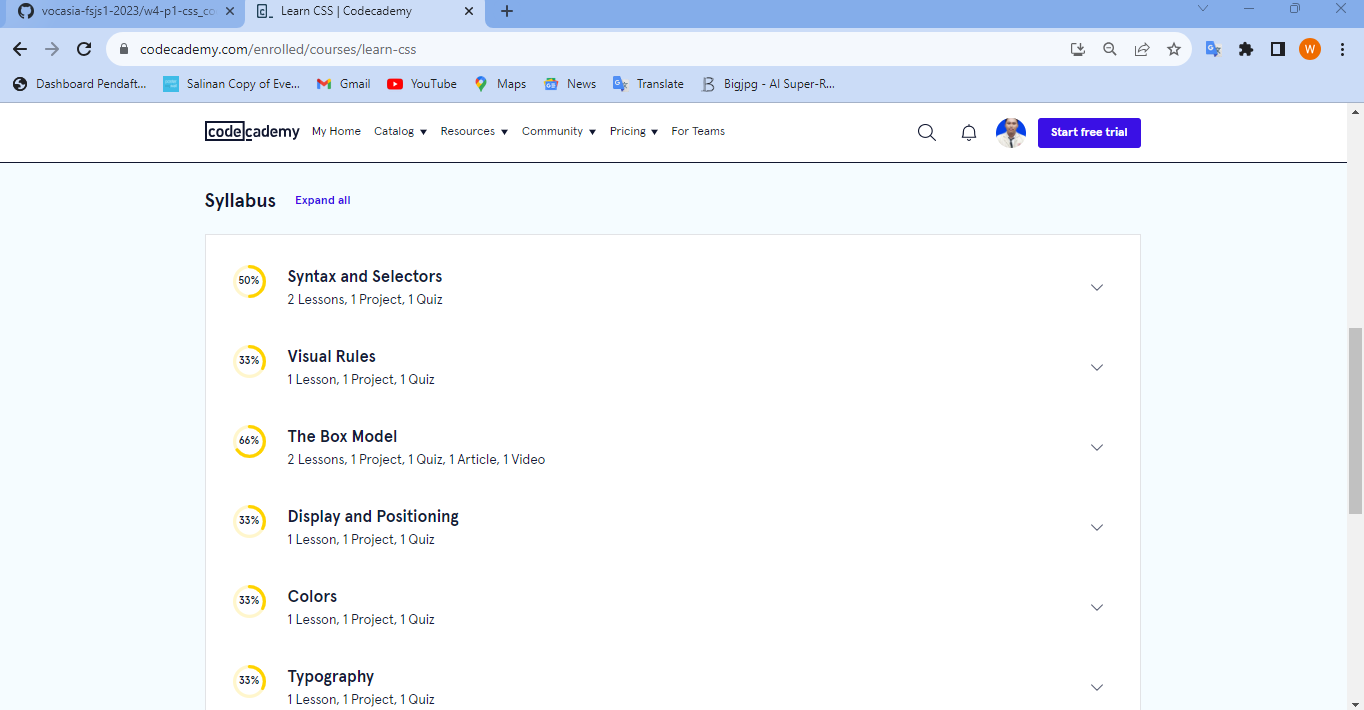 vocasia-fsjs1-2023/w4-p1-css_co
Learn CSS | Codecademy
codecademy.com/enrolled/courses/learn-css
W
Dashboard Pendaft...
Salinan Copy of Eve...
Gmail
YouTube
Maps
News
Translate
Bigjpg - AI Super-R...
codecademy
My Home
Catalog
Resources
Community
Pricing
For Teams
Start free trial
Syllabus
Expand all
50%
Syntax and Selectors
2 Lessons, 1 Project, 1 Quiz
33%
Visual Rules
1 Lesson, 1 Project, 1 Quiz
66%
The Box Model
2 Lessons, 1 Project, 1 Quiz, 1 Article, 1 Video
33%
Display and Positioning
1 Lesson, 1 Project, 1 Quiz
33%
Colors
1 Lesson, 1 Project, 1 Quiz
33%
Typography
1 Lesson, 1 Project, 1 Quiz